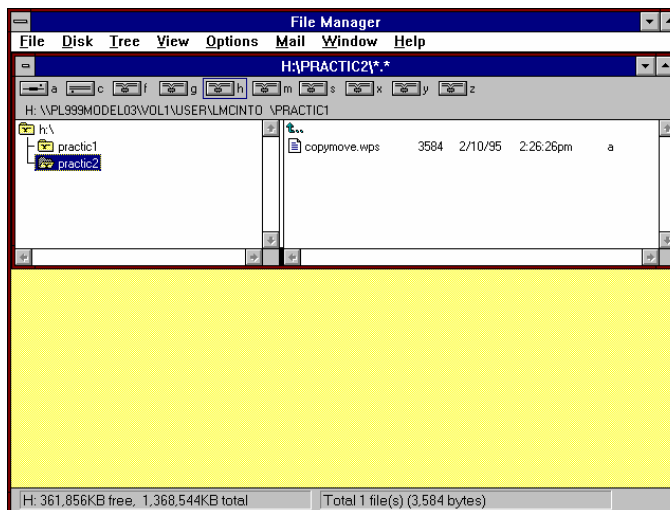 File Manager
File Disk Tree View Options Mail Window Help
H:\PRACTIC2\*.*
a c f g h m s x y z
H: \\PL999MODEL03\VOL1\USER\LMCINTO \PRACTIC1
h:\
practic1
practic2
..
copymove.wps 3584 2/10/95 2:26:26pm a
H: 361,856KB free, 1,368,544KB total Total 1 file(s) (3,584 bytes)